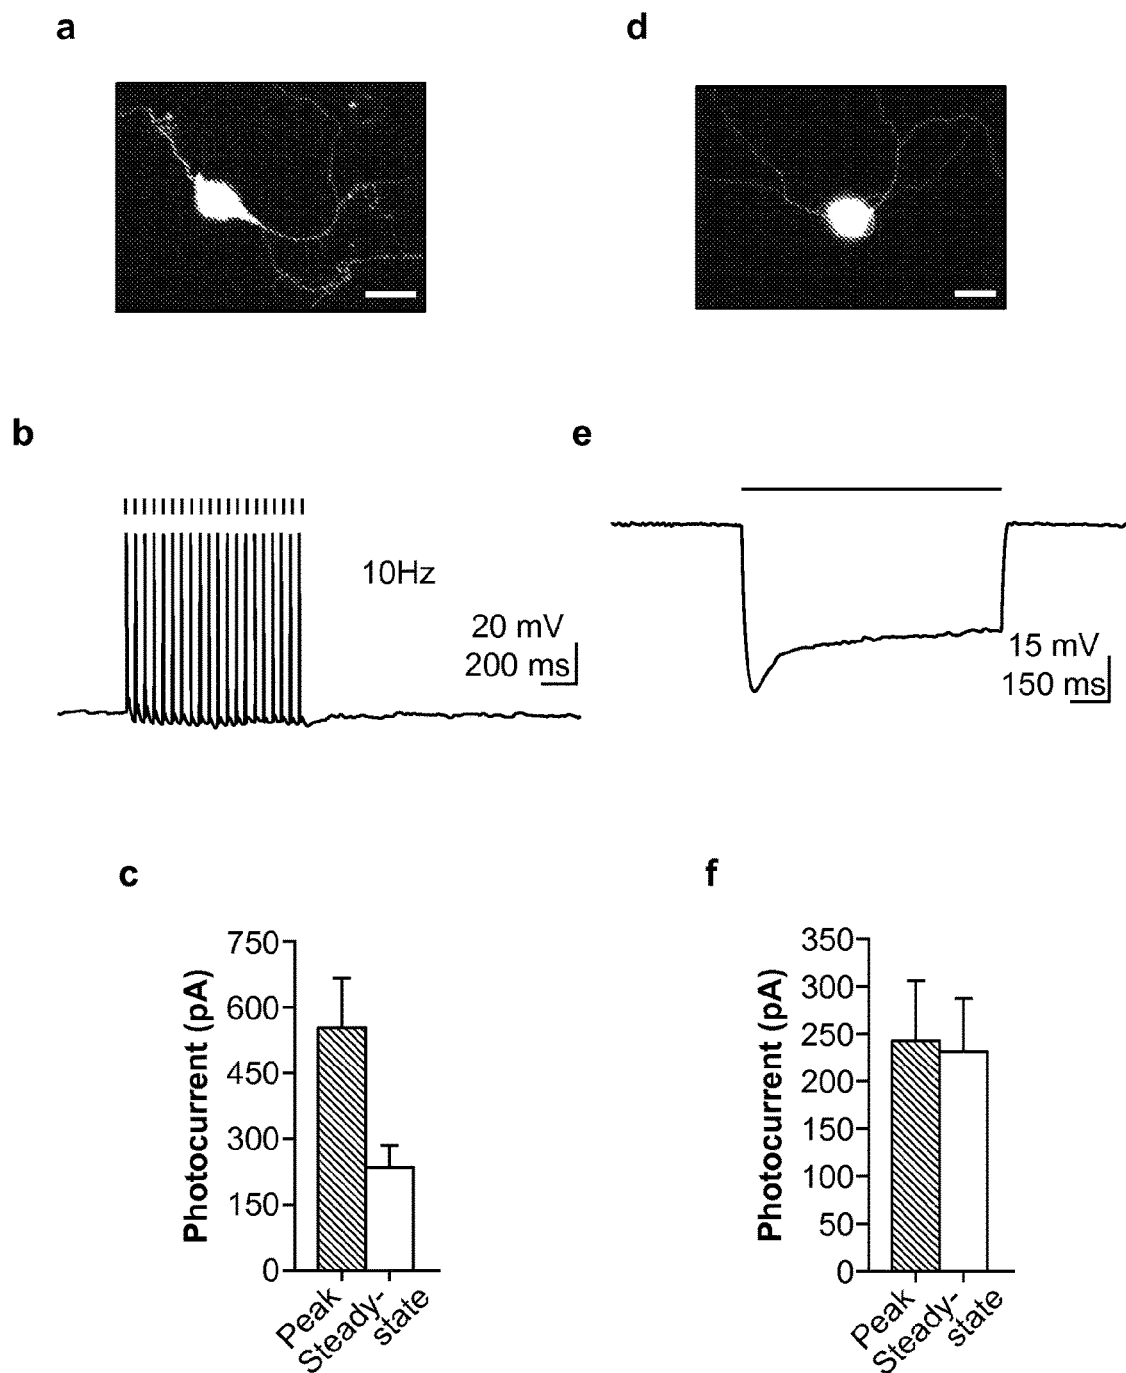 a
d
b
10Hz
20 mV
200 ms
e
15 mV
150 ms
c
Photocurrent (pA)
750
600
450
300
150
0
Peak
Steady-
state
f
Photocurrent (pA)
350
300
250
200
150
100
50
0
Peak
Steady-
state